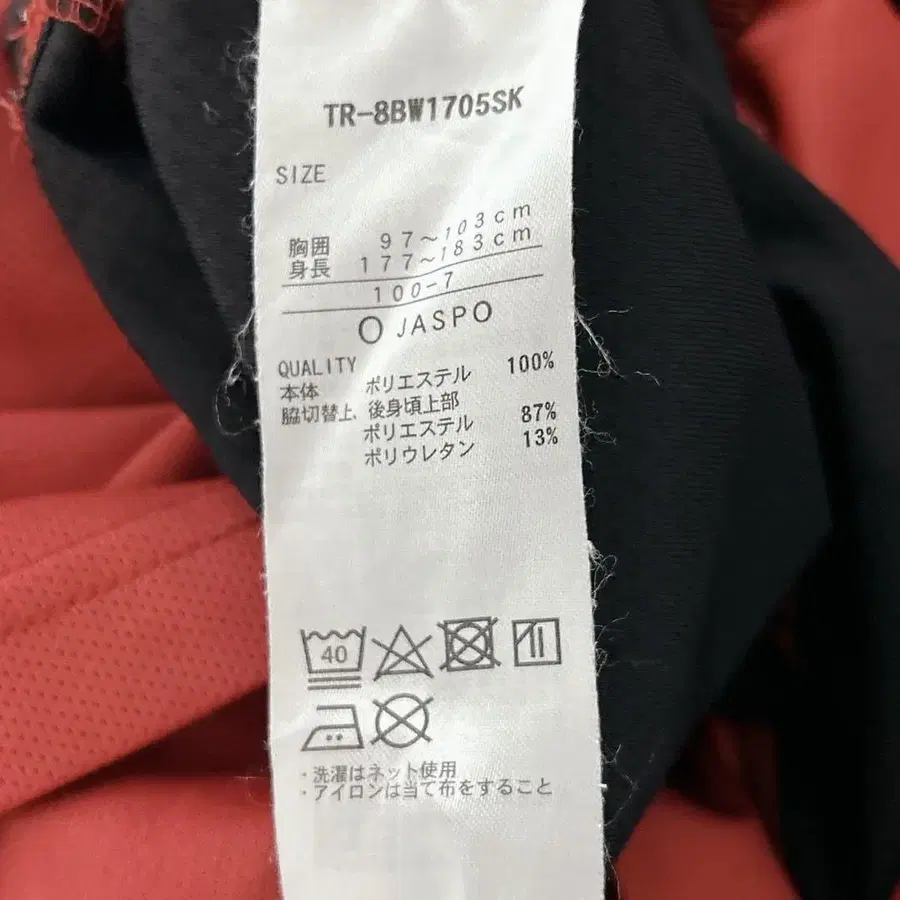 TR-8BW1705SK
SIZE
胸囲 97～103cm
身長 177～183cm
100-7
O JASPO
QUALITY
本体 ポリエステル 100%
脇切替上、後身頃上部
ポリエステル 87%
ポリウレタン 13%
40
・洗濯はネット使用
・アイロンは当て布をすること